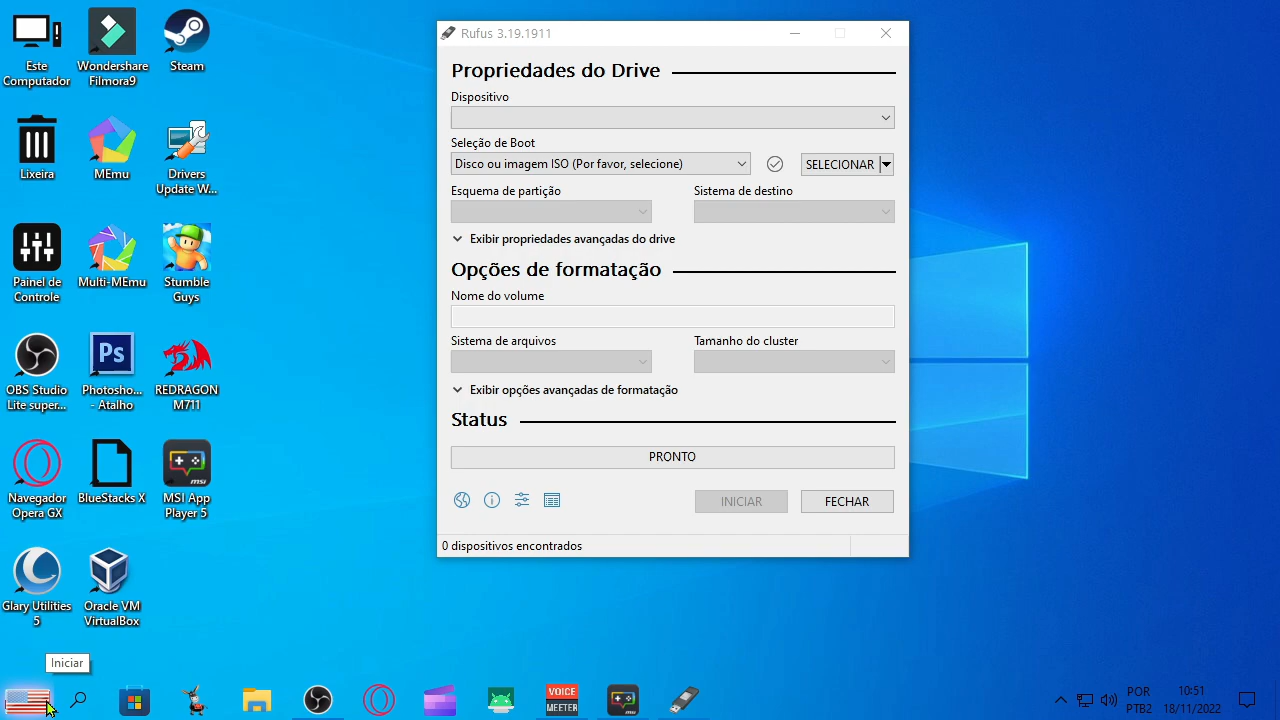 Este
Computador
Wondershare
Filmora9
Steam
Lixeira
MEmu
Drivers
Update W...
Painel de
Controle
Multi-MEmu
Stumble
Guys
OBS Studio
Lite super...
Ps
Photosho...
- Atalho
REDRAGON
M711
Navegador
Opera GX
BlueStacks X
msi
MSI App
Player 5
Glary Utilities
5
Oracle VM
VirtualBox
Rufus 3.19.1911
Propriedades do Drive
Dispositivo
Seleção de Boot
Disco ou imagem ISO (Por favor, selecione)
SELECIONAR
Esquema de partição
Sistema de destino
Exibir propriedades avançadas do drive
Opções de formatação
Nome do volume
Sistema de arquivos
Tamanho do cluster
Exibir opções avançadas de formatação
Status
PRONTO
INICIAR
FECHAR
0 dispositivos encontrados
Iniciar
VOICE
MEETER
POR
PTB2
10:51
18/11/2022